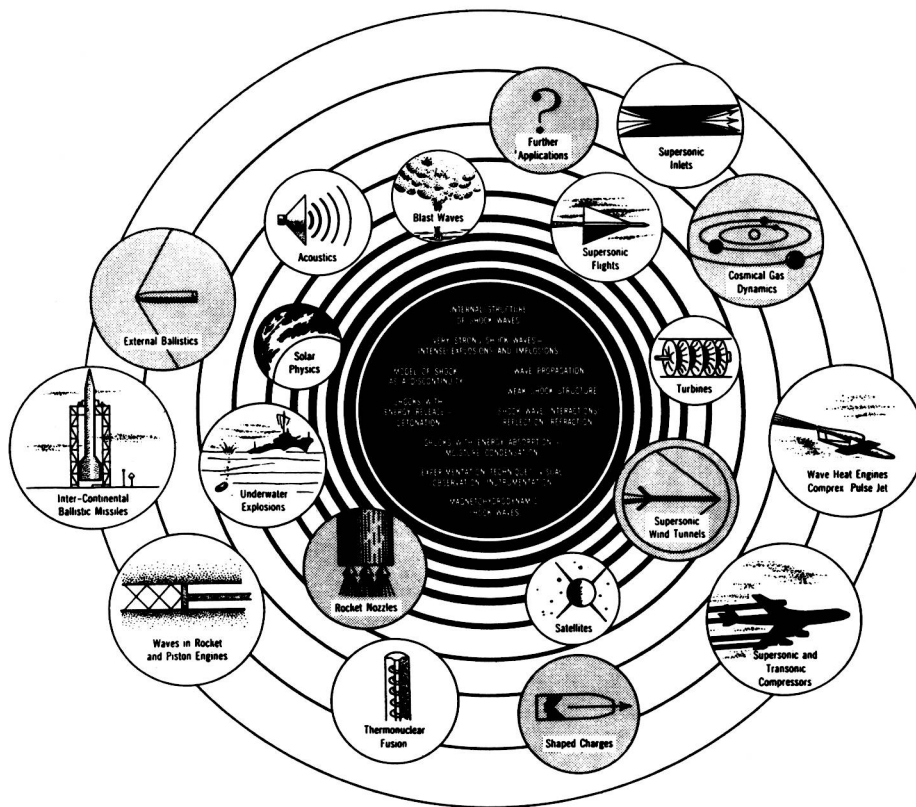 ?
Further
Applications
Supersonic
Inlets
Acoustics
Blast Waves
Supersonic
Flights
Cosmical Gas
Dynamics
External Ballistics
Solar
Physics
Turbines
INTERNAL STRUCTURE
OF SHOCK WAVES
VERY STRONG SHOCK WAVES –
INTENSE EXPLOSIONS AND IMPLOSIONS
MODEL OF SHOCK
AS A DISCONTINUITY
WAVE PROPAGATION
WEAK SHOCK STRUCTURE
SHOCKS WITH
ENERGY RELEASE –
DETONATION
SHOCK WAVE INTERACTIONS
REFLECTION REFRACTION
SHOCKS WITH ENERGY ABSORPTION –
MOISTURE CONDENSATION
OBSERVATION INSTRUMENTATION
MAGNETOHYDRODYNAMIC
SHOCK WAVES
Inter-Continental
Ballistic Missiles
Underwater
Explosions
Wave Heat Engines
Comprex Pulse Jet
Supersonic
Wind Tunnels
Rocket Nozzles
Satellites
Waves in Rocket
and Piston Engines
Supersonic and
Transonic
Compressors
Thermonuclear
Fusion
Shaped Charges